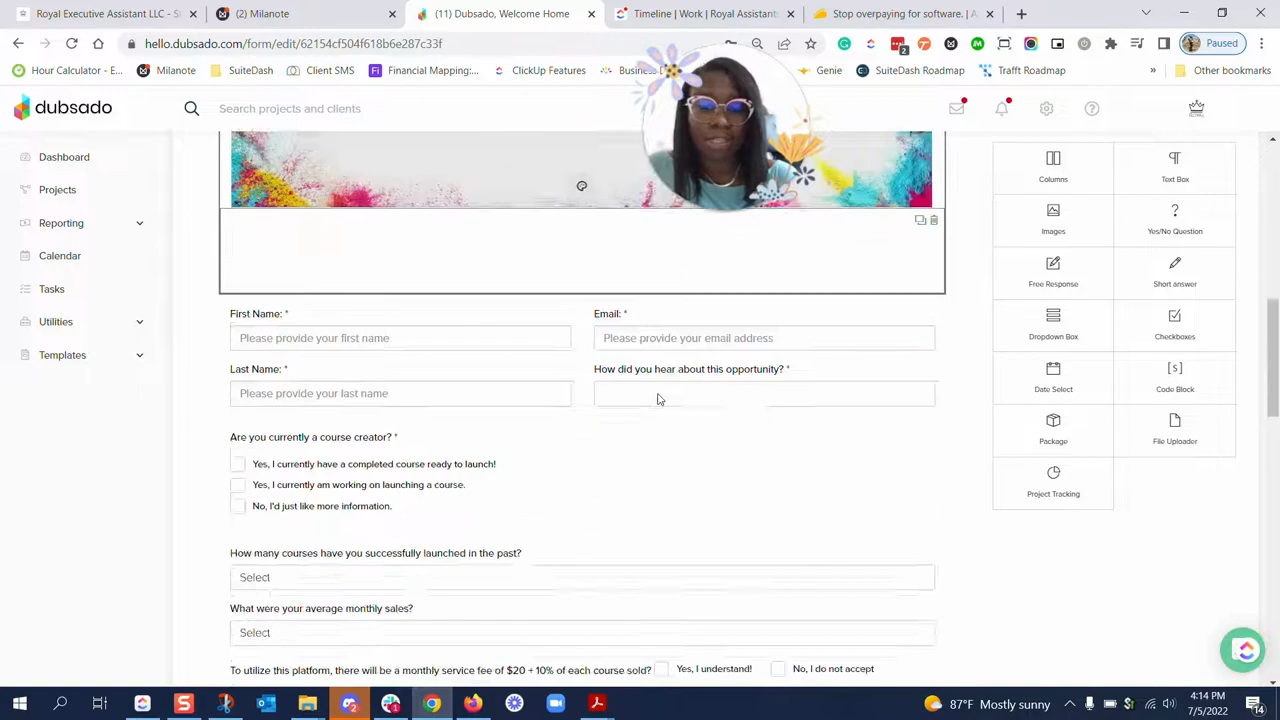 Royal Executive Assistant LLC - S
(2) Milanote
(11) Dubsado, Welcome Home
Timeline | Work | Royal Assistants
Stop overpaying for software. | A
hello.dubsado.com/form/edit/62154cf504f618b6e287c33f
2
Paused
Hour Calculator - E...
Milanote
SuiteDash
Client SMS
Financial Mapping:...
ClickUp Features
Business
Genie
SuiteDash Roadmap
Trafft Roadmap
Other bookmarks
dubsado
Search projects and clients
Dashboard
Projects
Reporting
Calendar
Tasks
Utilities
Templates
First Name: *
Email: *
Please provide your first name
Please provide your email address
Last Name: *
How did you hear about this opportunity? *
Please provide your last name
Are you currently a course creator? *
Yes, I currently have a completed course ready to launch!
Yes, I currently am working on launching a course.
No, I'd just like more information.
How many courses have you successfully launched in the past?
Select
What were your average monthly sales?
Select
To utilize this platform, there will be a monthly service fee of $20 + 10% of each course sold?
Yes, I understand!
No, I do not accept
Columns
Text Box
Images
Yes/No Question
Free Response
Short answer
Dropdown Box
Checkboxes
Date Select
[s]
Code Block
Package
File Uploader
Project Tracking
87°F Mostly sunny
4:14 PM
7/5/2022
14